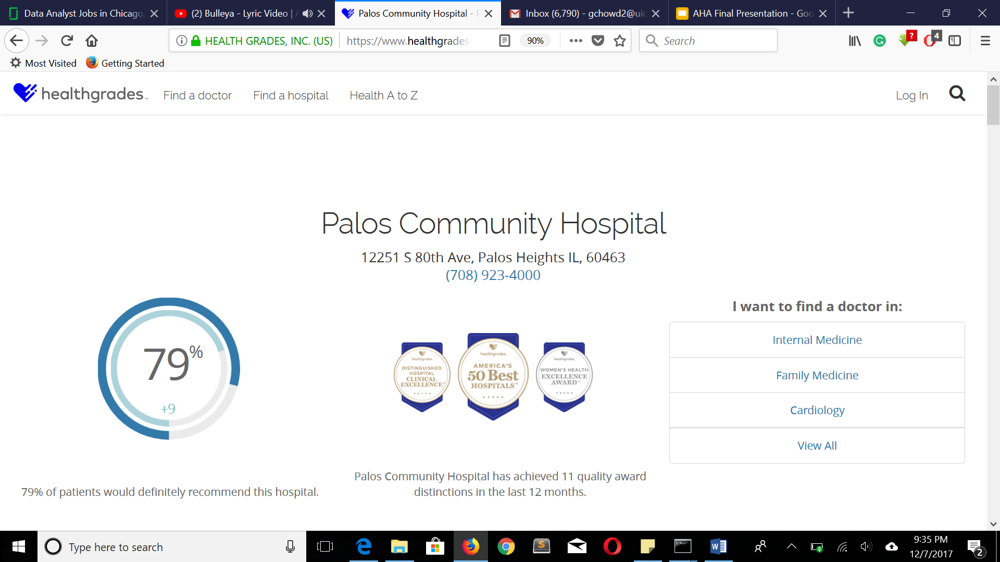 Data Analyst Jobs in Chicago,
(2) Bulleya - Lyric Video |
Palos Community Hospital -
Inbox (6,790) - gchowd2@uic
AHA Final Presentation - Goo
HEALTH GRADES, INC. (US)
https://www.healthgrades
90%
Search
?
4
Most Visited
Getting Started
healthgrades
Find a doctor
Find a hospital
Health A to Z
Log In
Palos Community Hospital
12251 S 80th Ave, Palos Heights IL, 60463
(708) 923-4000
79%
+9
79% of patients would definitely recommend this hospital.
healthgrades.
DISTINGUISHED
HOSPITAL
CLINICAL
EXCELLENCE™
healthgrades.
AMERICA'S
50 Best
HOSPITALS™
healthgrades.
WOMEN'S HEALTH
EXCELLENCE
AWARD™
Palos Community Hospital has achieved 11 quality award
distinctions in the last 12 months.
I want to find a doctor in:
Internal Medicine
Family Medicine
Cardiology
View All
Type here to search
9:35 PM
12/7/2017
2